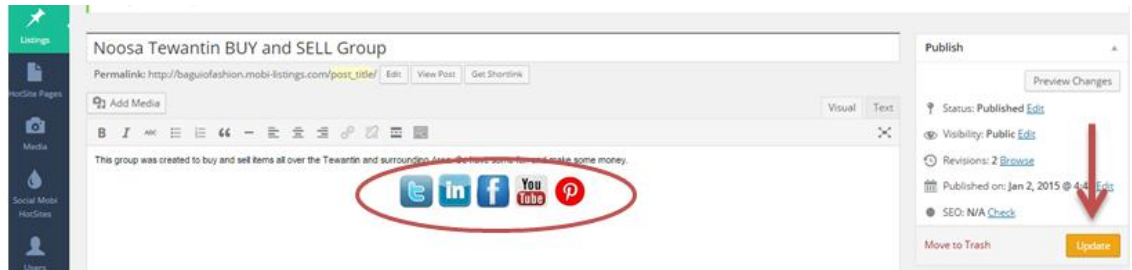 Listings
HotSite Pages
Media
Social Mobi
HotSites
Users
Noosa Tewantin BUY and SELL Group
Permalink: http://baguiofashion.mobi-listings.com/post_title/ Edit View Post Get Shortlink
Add Media
Visual Text
B I ABC
This group was created to buy and sell items all over the Tewantin and surrounding Area. Go have some fun and make some money.
in f You Tube
Publish
Preview Changes
Status: Published Edit
Visibility: Public Edit
Revisions: 2 Browse
Published on: Jan 2, 2015 @ Edit
SEO: N/A Check
Move to Trash Update